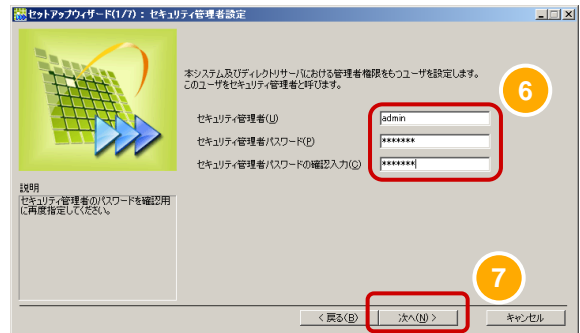 セットアップウィザード(1/7)：セキュリティ管理者設定
本システム及びディレクトリサーバにおける管理者権限をもつユーザを設定します。
このユーザをセキュリティ管理者と呼びます。
6
セキュリティ管理者(U)
admin
セキュリティ管理者パスワード(P)
*******
セキュリティ管理者パスワードの確認入力(C)
*******
説明
セキュリティ管理者のパスワードを確認用
に再度指定してください。
7
< 戻る(B)
次へ(N) >
キャンセル